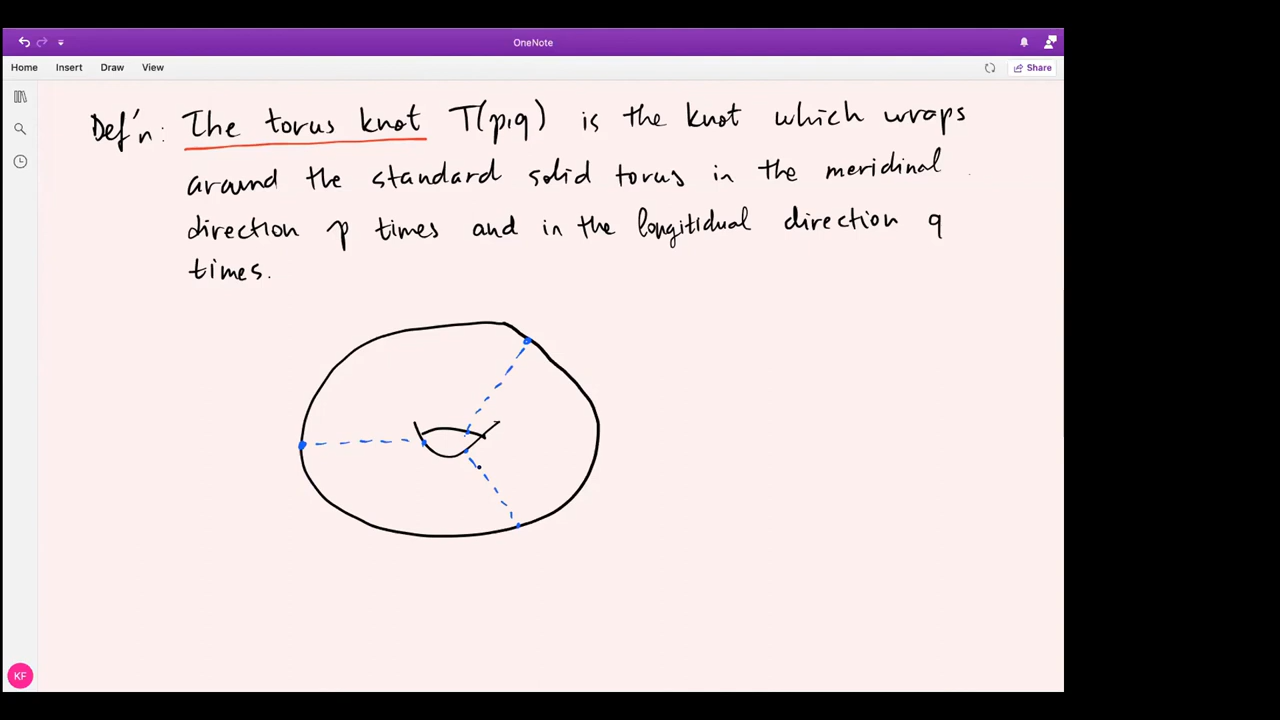 OneNote
Home Insert Draw View Share
Def'n: The torus knot T(p,q) is the knot which wraps
around the standard solid torus in the meridinal
direction p times and in the longitidual direction q
times.
KF